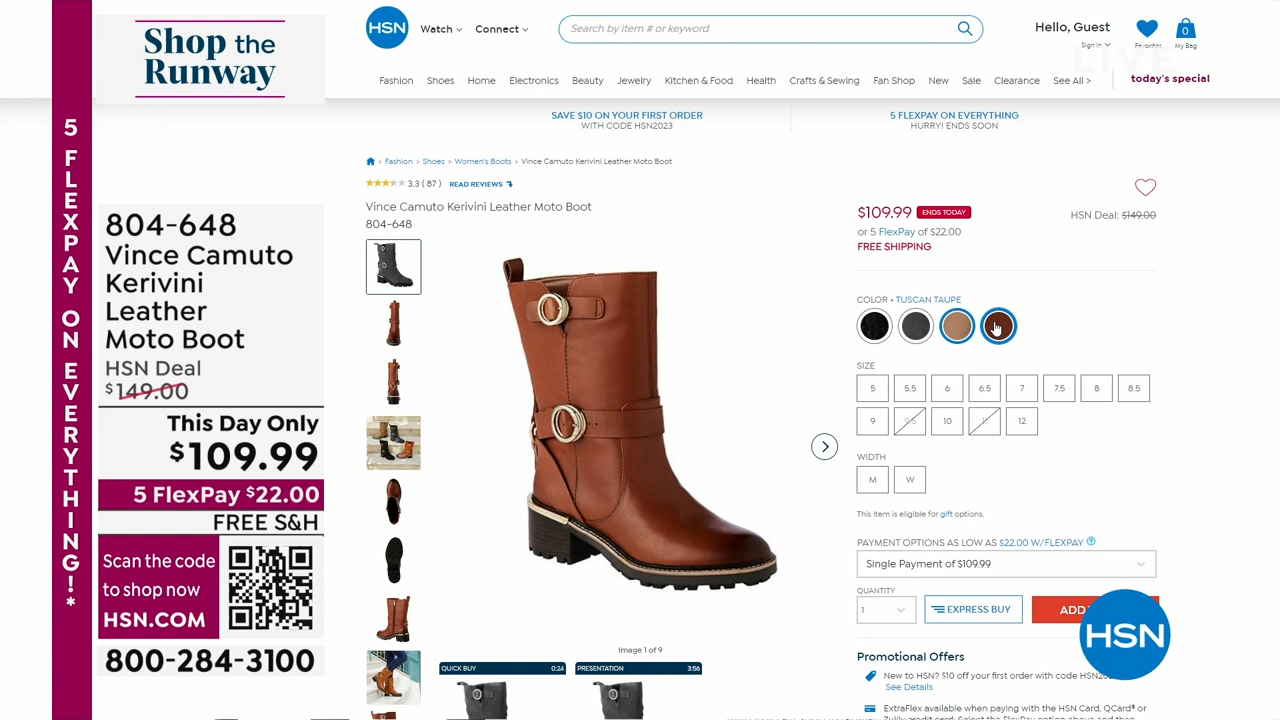 Shop the
Runway
5 FLEXPAY ON EVERYTHING!*
804-648
Vince Camuto
Kerivini
Leather
Moto Boot
HSN Deal
$149.00
This Day Only
$109.99
5 FlexPay $22.00
FREE S&H
Scan the code
to shop now
HSN.COM
800-284-3100
HSN
Watch
Connect
Search by item # or keyword
Hello, Guest
Sign In
Favorites
0
My Bag
LIVE
Fashion Shoes Home Electronics Beauty Jewelry Kitchen & Food Health Crafts & Sewing Fan Shop New Sale Clearance See All >
today's special
SAVE $10 ON YOUR FIRST ORDER
WITH CODE HSN2023
5 FLEXPAY ON EVERYTHING
HURRY! ENDS SOON
> Fashion > Shoes > Women's Boots > Vince Camuto Kerivini Leather Moto Boot
3.3 ( 87 ) READ REVIEWS
Vince Camuto Kerivini Leather Moto Boot
804-648
Image 1 of 9
QUICK BUY 0:24
PRESENTATION 3:56
$109.99 ENDS TODAY
HSN Deal: $149.00
or 5 FlexPay of $22.00
FREE SHIPPING
COLOR • TUSCAN TAUPE
SIZE
5 5.5 6 6.5 7 7.5 8 8.5
9 9.5 10 11 12
WIDTH
M W
This item is eligible for gift options.
PAYMENT OPTIONS AS LOW AS $22.00 W/FLEXPAY ?
Single Payment of $109.99
QUANTITY
1
EXPRESS BUY
ADD
HSN
Promotional Offers
New to HSN? $10 off your first order with code
See Details
ExtraFlex available when paying with the HSN Card, QCard® or